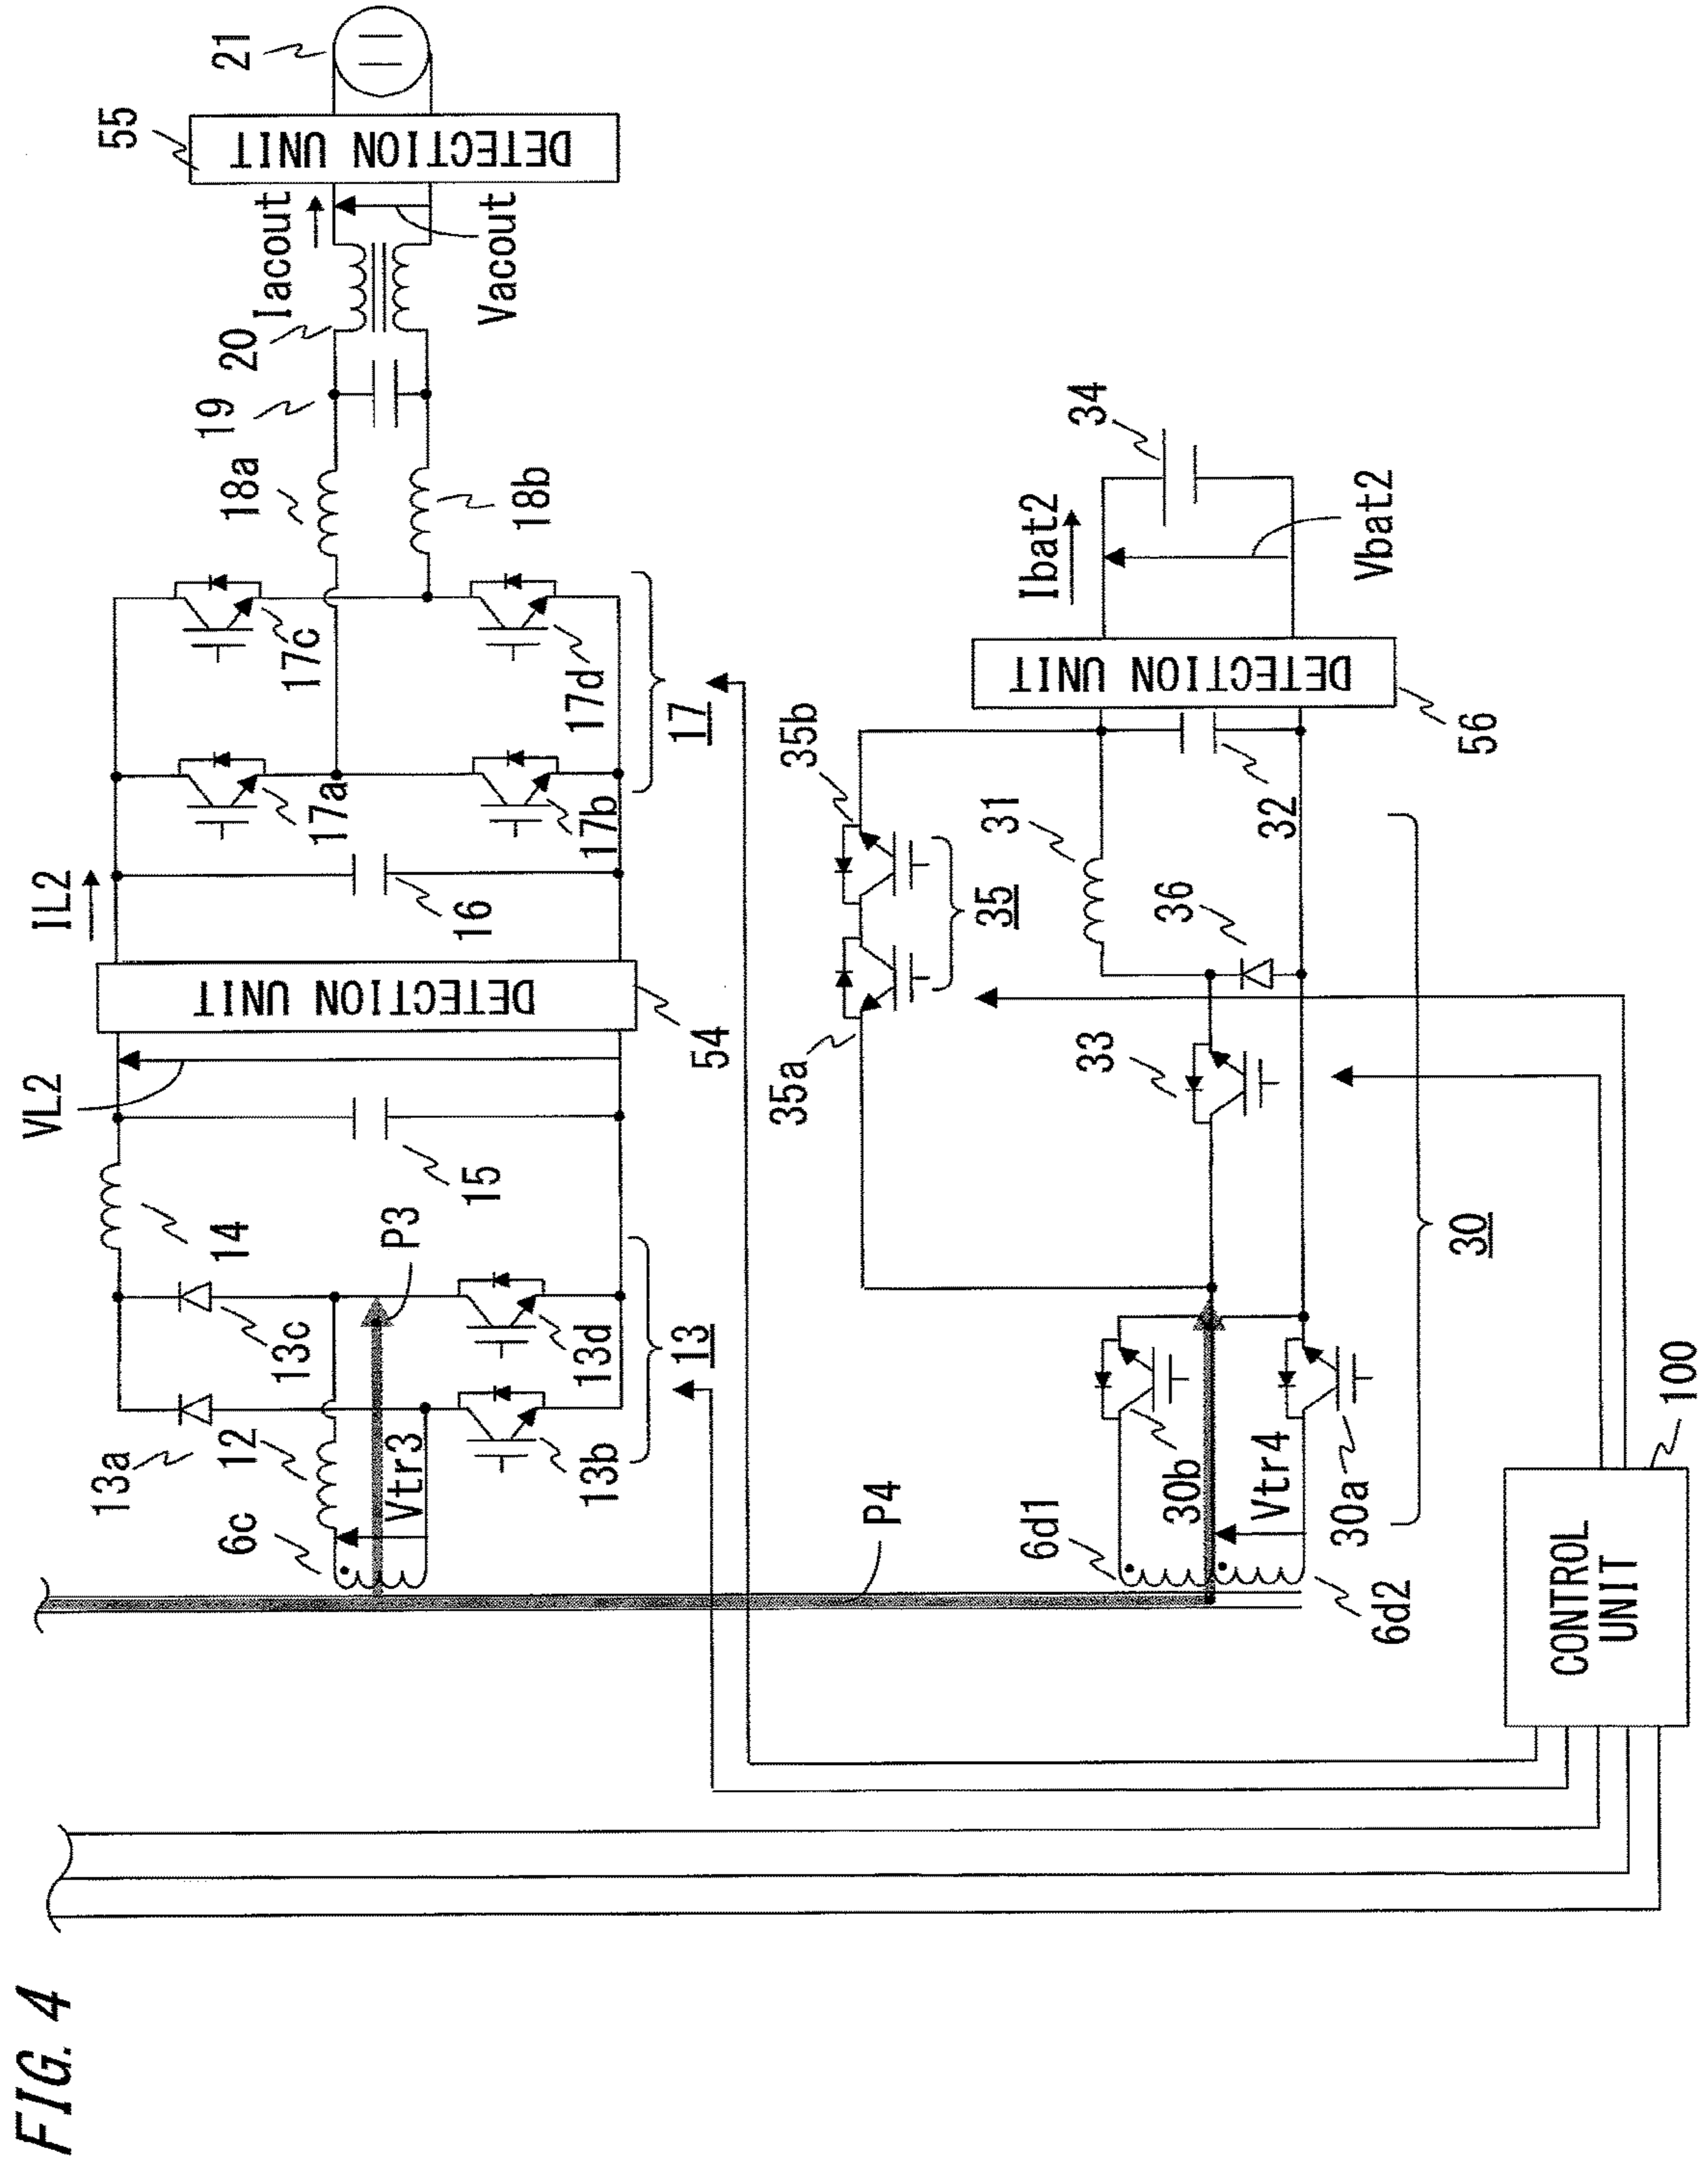 FIG. 4
21
55
DETECTION UNIT
Iacout
Vacout
20
19
18a
18b
17c
17d
17a
17b
17
IL2
16
DETECTION UNIT
54
VL2
15
14
P3
13c
13d
13
13a
12
Vtr3
13b
6c
P4
34
Ibat2
Vbat2
DETECTION UNIT
56
35b
35
35a
31
32
36
33
30
6d1
30b
Vtr4
30a
6d2
100
CONTROL
UNIT